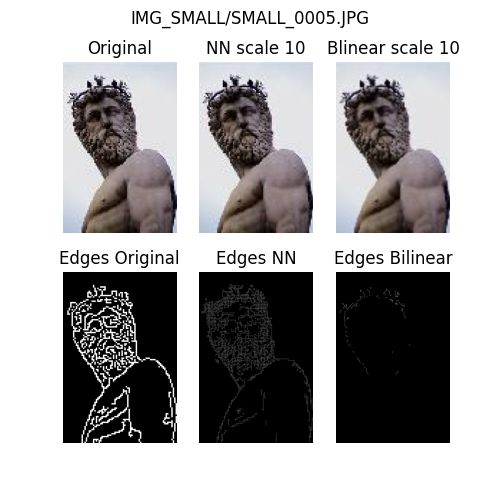 IMG_SMALL/SMALL_0005.JPG
Original
NN scale 10
Blinear scale 10
Edges Original
Edges NN
Edges Bilinear